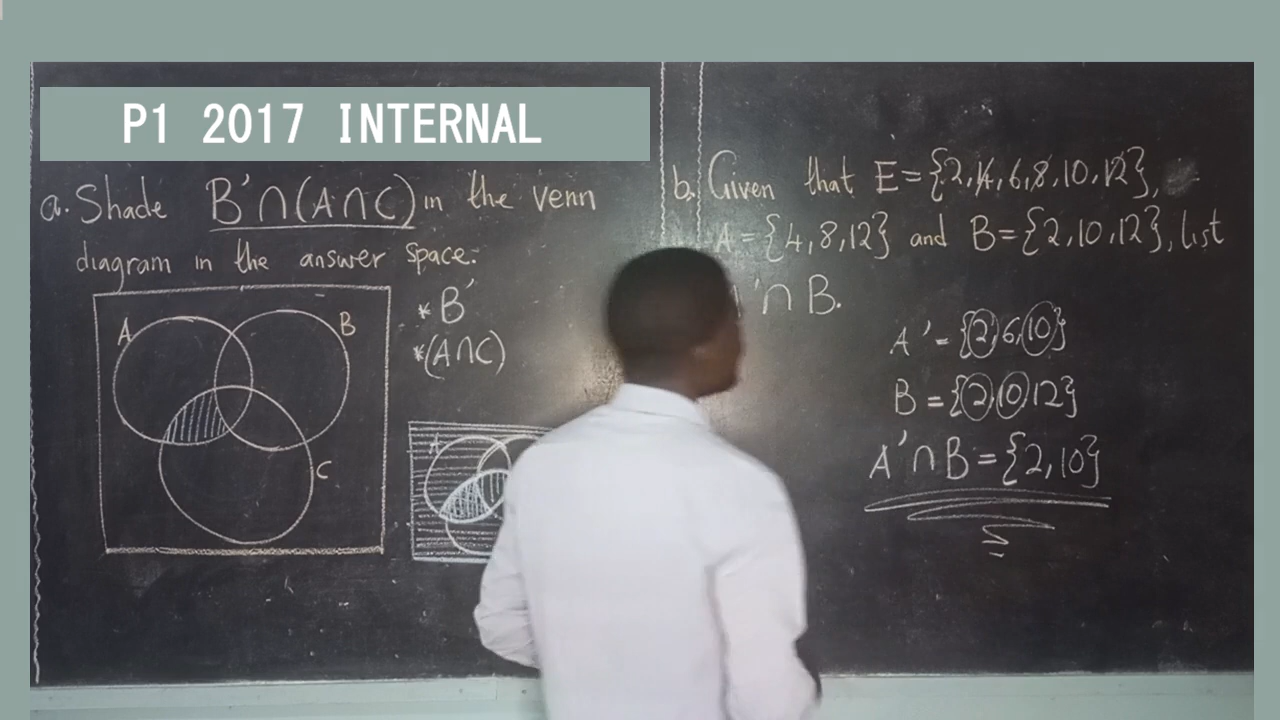 P1 2017 INTERNAL
a. Shade B'∩(A∩C) in the venn
diagram in the answer space.
A
B
C
* B'
*(A∩C)
A
b. Given that E={2,4,6,8,10,12},
A={4,8,12} and B={2,10,12}, list
'∩ B.
A'={2,6,10}
B={2,10,12}
A'∩B={2,10}